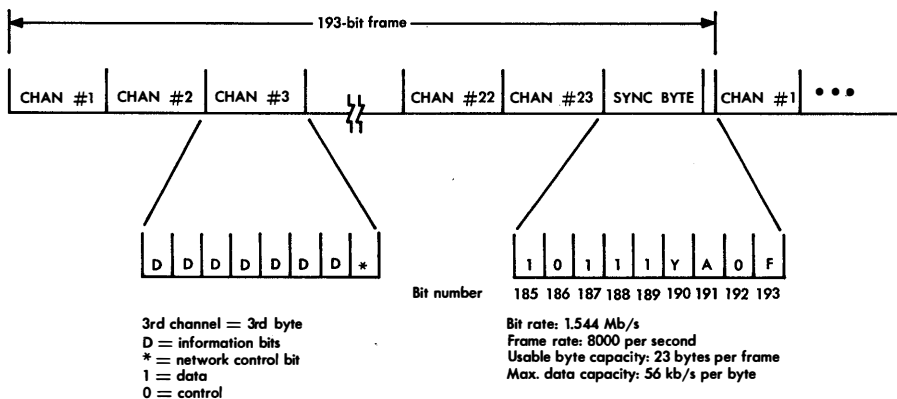 193-bit frame
CHAN #1 CHAN #2 CHAN #3 CHAN #22 CHAN #23 SYNC BYTE CHAN #1 •••
D D D D D D D *
1 0 1 1 1 Y A 0 F
Bit number 185 186 187 188 189 190 191 192 193
3rd channel = 3rd byte
D = information bits
* = network control bit
1 = data
0 = control
Bit rate: 1.544 Mb/s
Frame rate: 8000 per second
Usable byte capacity: 23 bytes per frame
Max. data capacity: 56 kb/s per byte